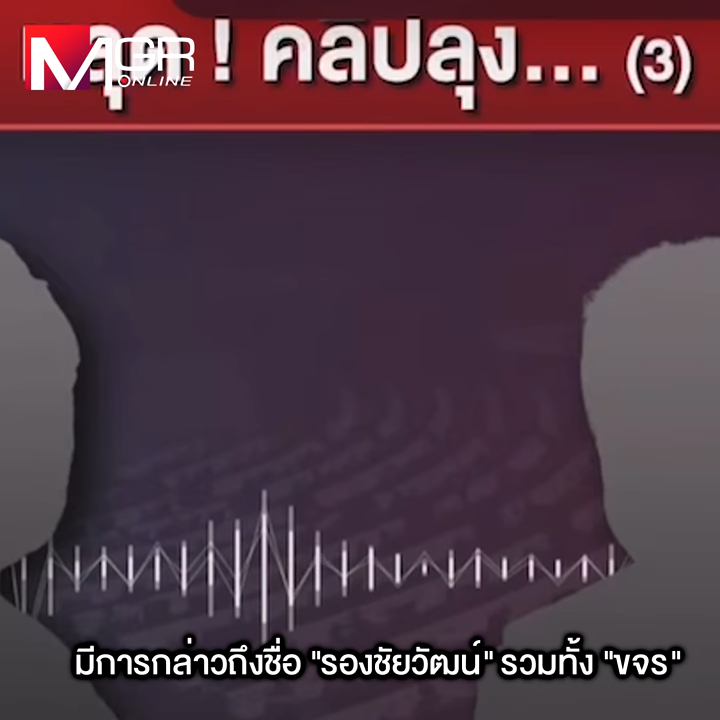 MGR
ONLINE
! คลิปลุง... (3)
มีการกล่าวถึงชื่อ "รองชัยวัฒน์" รวมทั้ง "ขจร"